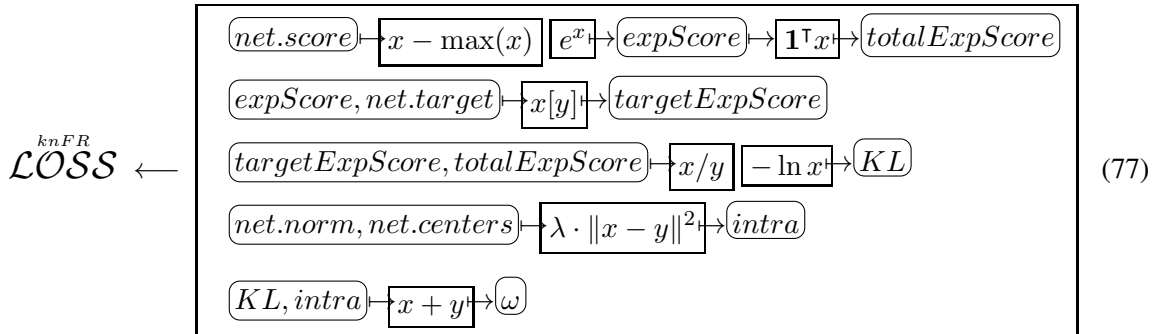 net.score ↦ x − max(x) e^x ↦ expScore ↦ 1^⊺x ↦ totalExpScore
expScore, net.target ↦ x[y] ↦ targetExpScore
knFR
LOSS ← targetExpScore, totalExpScore ↦ x/y − ln x ↦ KL (77)
net.norm, net.centers ↦ λ · ‖x − y‖² ↦ intra
KL, intra ↦ x + y ↦ ω